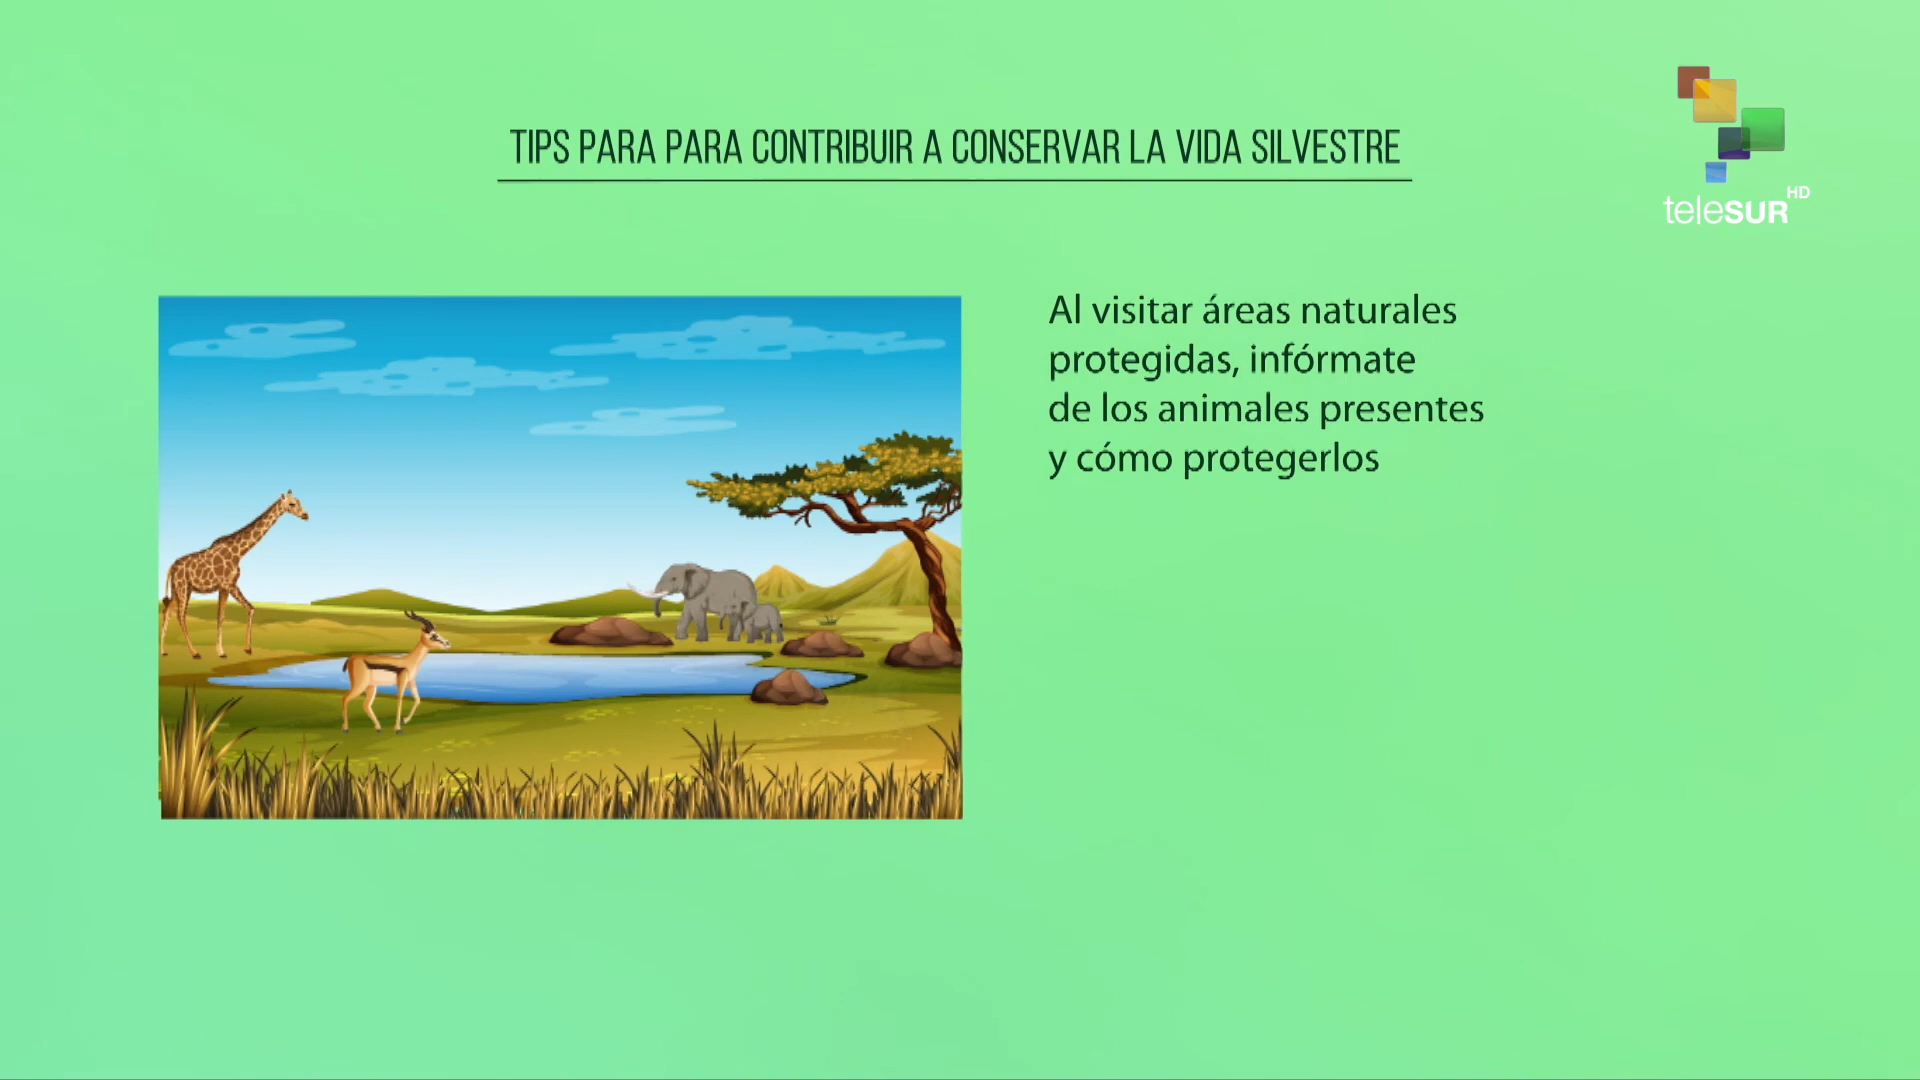 TIPS PARA PARA CONTRIBUIR A CONSERVAR LA VIDA SILVESTRE
teleSUR HD
Al visitar áreas naturales
protegidas, infórmate
de los animales presentes
y cómo protegerlos